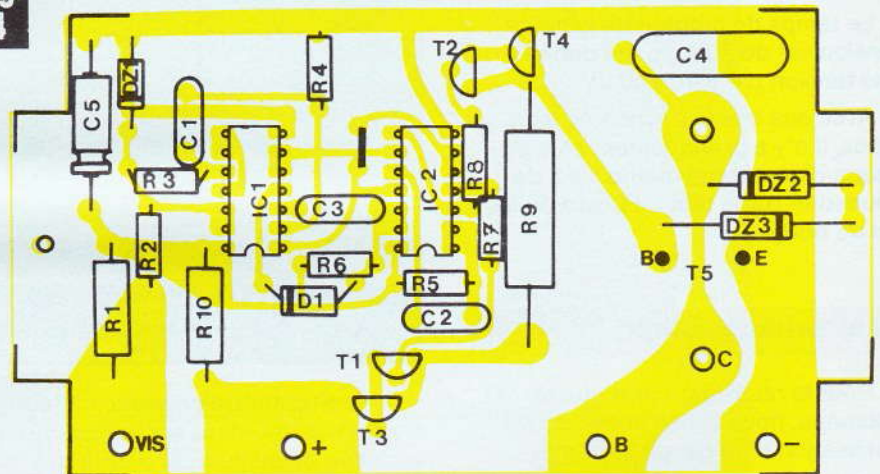 T2
T4
C4
DZ1
R4
C5
C1
R3
IC1
C3
IC2
R8
R7
R9
DZ2
DZ3
B
E
T5
R2
R6
R5
D1
C2
R1
R10
T1
C
T3
VIS
+
B
-